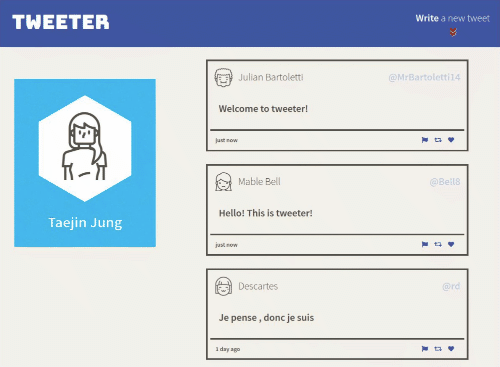 TWEETER
Write a new tweet
Taejin Jung
Julian Bartoletti @MrBartoletti14
Welcome to tweeter!
just now
Mable Bell @Bell8
Hello! This is tweeter!
just now
Descartes @rd
Je pense , donc je suis
1 day ago